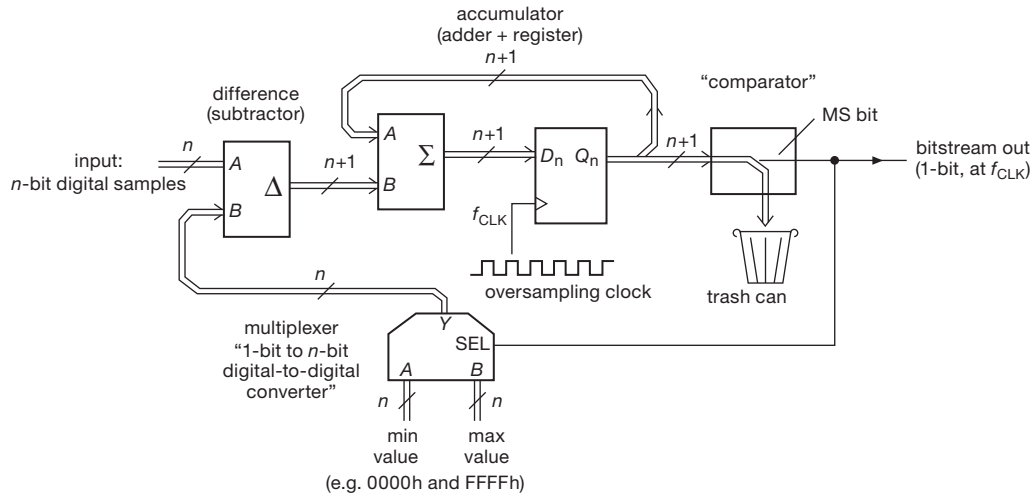 accumulator
(adder + register)
n+1
"comparator"
difference
(subtractor)
MS bit
input:
n-bit digital samples
n
A
B
Δ
n+1
A
B
Σ
n+1
Dn Qn
n+1
bitstream out
(1-bit, at fCLK)
fCLK
oversampling clock
trash can
n
multiplexer
"1-bit to n-bit
digital-to-digital
converter"
Y
SEL
A B
n n
min
value
max
value
(e.g. 0000h and FFFFh)